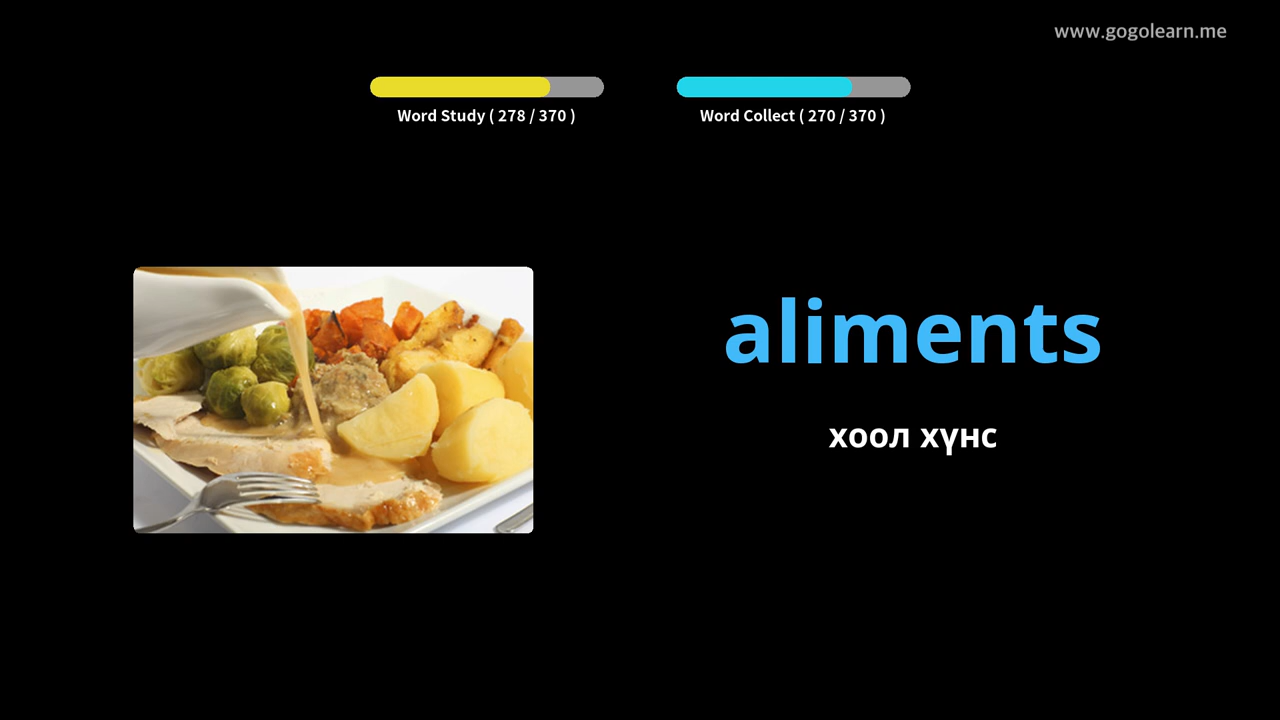 www.gogolearn.me
Word Study ( 278 / 370 )
Word Collect ( 270 / 370 )
aliments
хоол хүнс